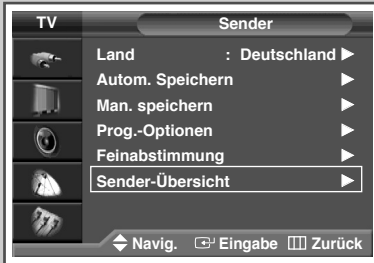 TV Sender
Land : Deutschland ▶
Autom. Speichern ▶
Man. speichern ▶
Prog.-Optionen ▶
Feinabstimmung ▶
Sender-Übersicht ▶
Navig. Eingabe Zurück